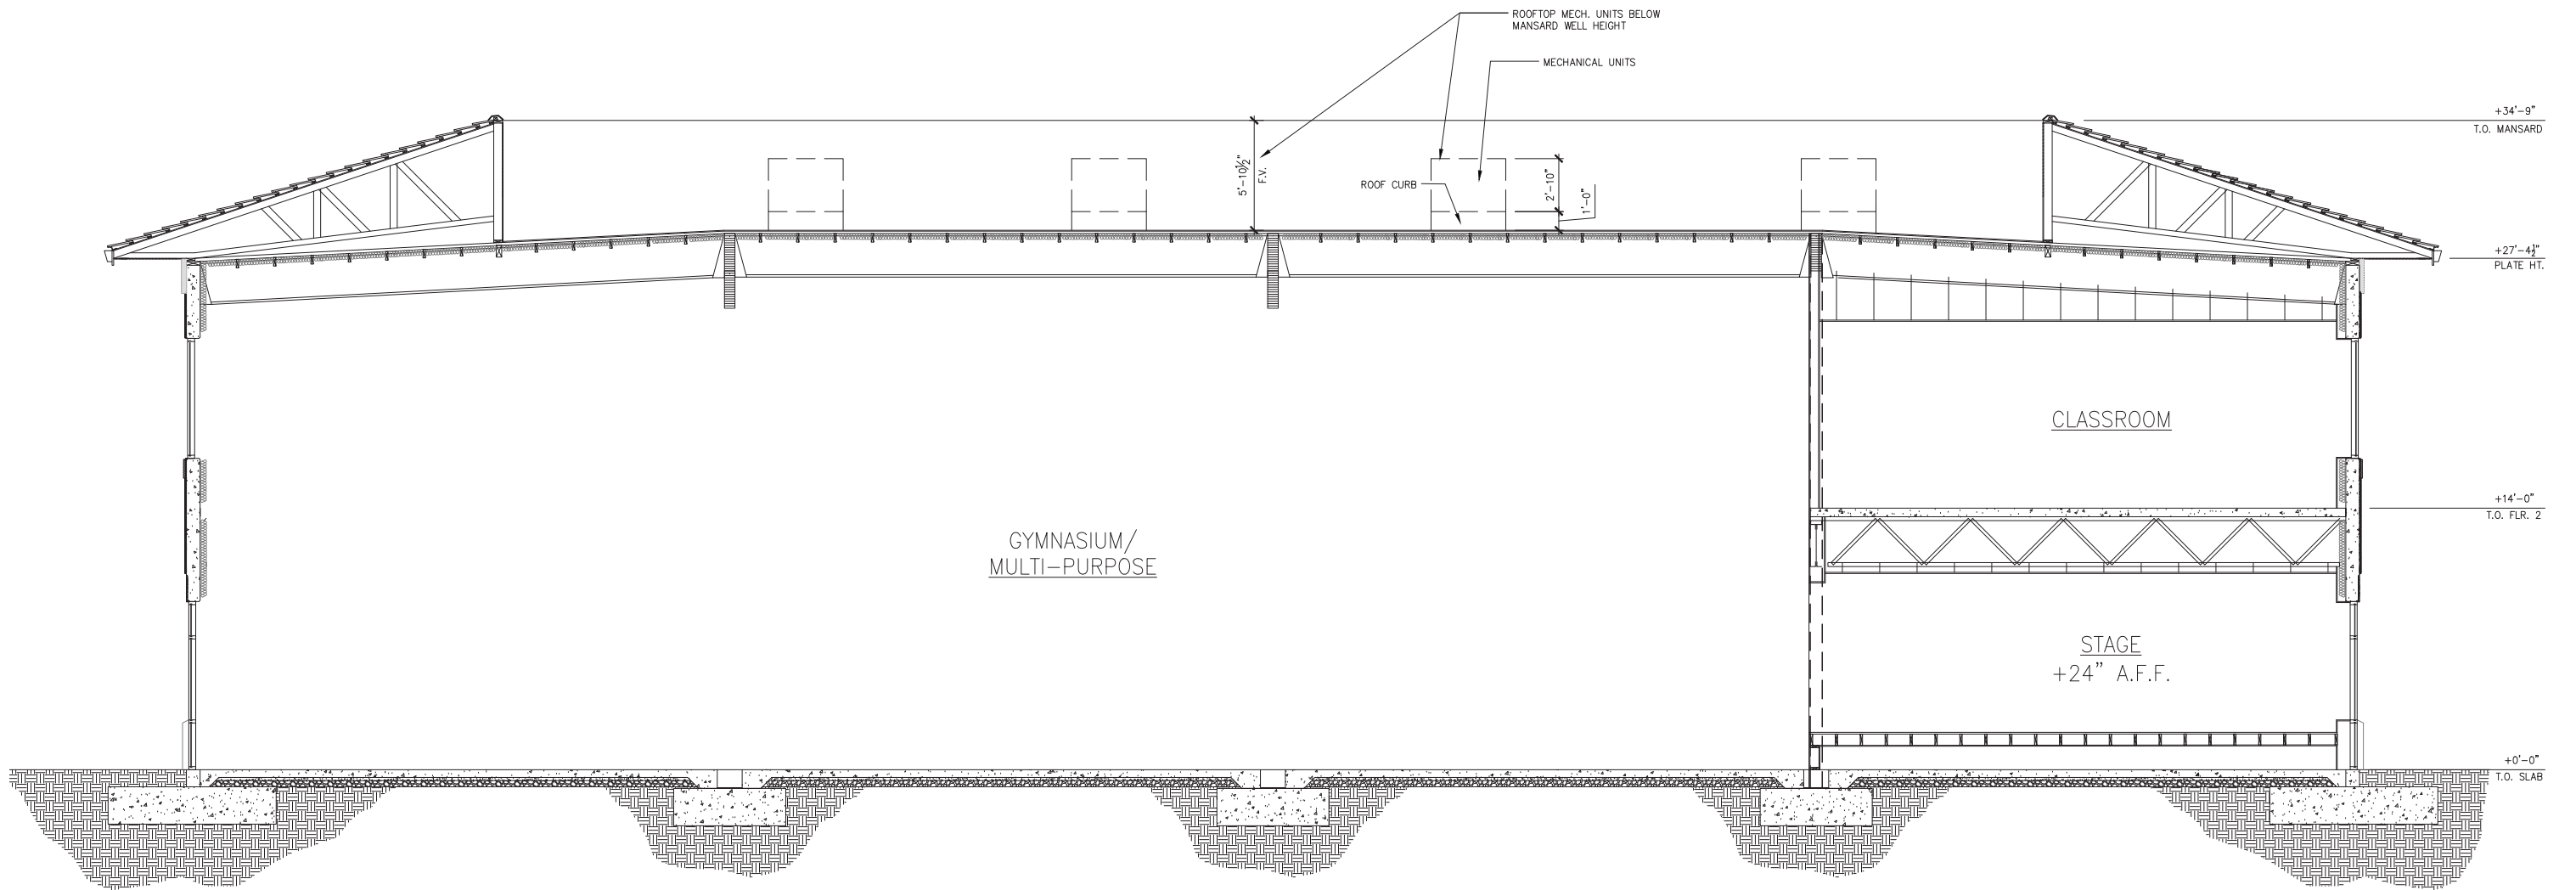 ROOFTOP MECH. UNITS BELOW
MANSARD WELL HEIGHT
MECHANICAL UNITS
+34'-9"
T.O. MANSARD
5'-10½"
F.V.
ROOF CURB
2'-10"
1'-0"
+27'-4½"
PLATE HT.
CLASSROOM
+14'-0"
T.O. FLR. 2
GYMNASIUM/
MULTI-PURPOSE
STAGE
+24" A.F.F.
+0'-0"
T.O. SLAB